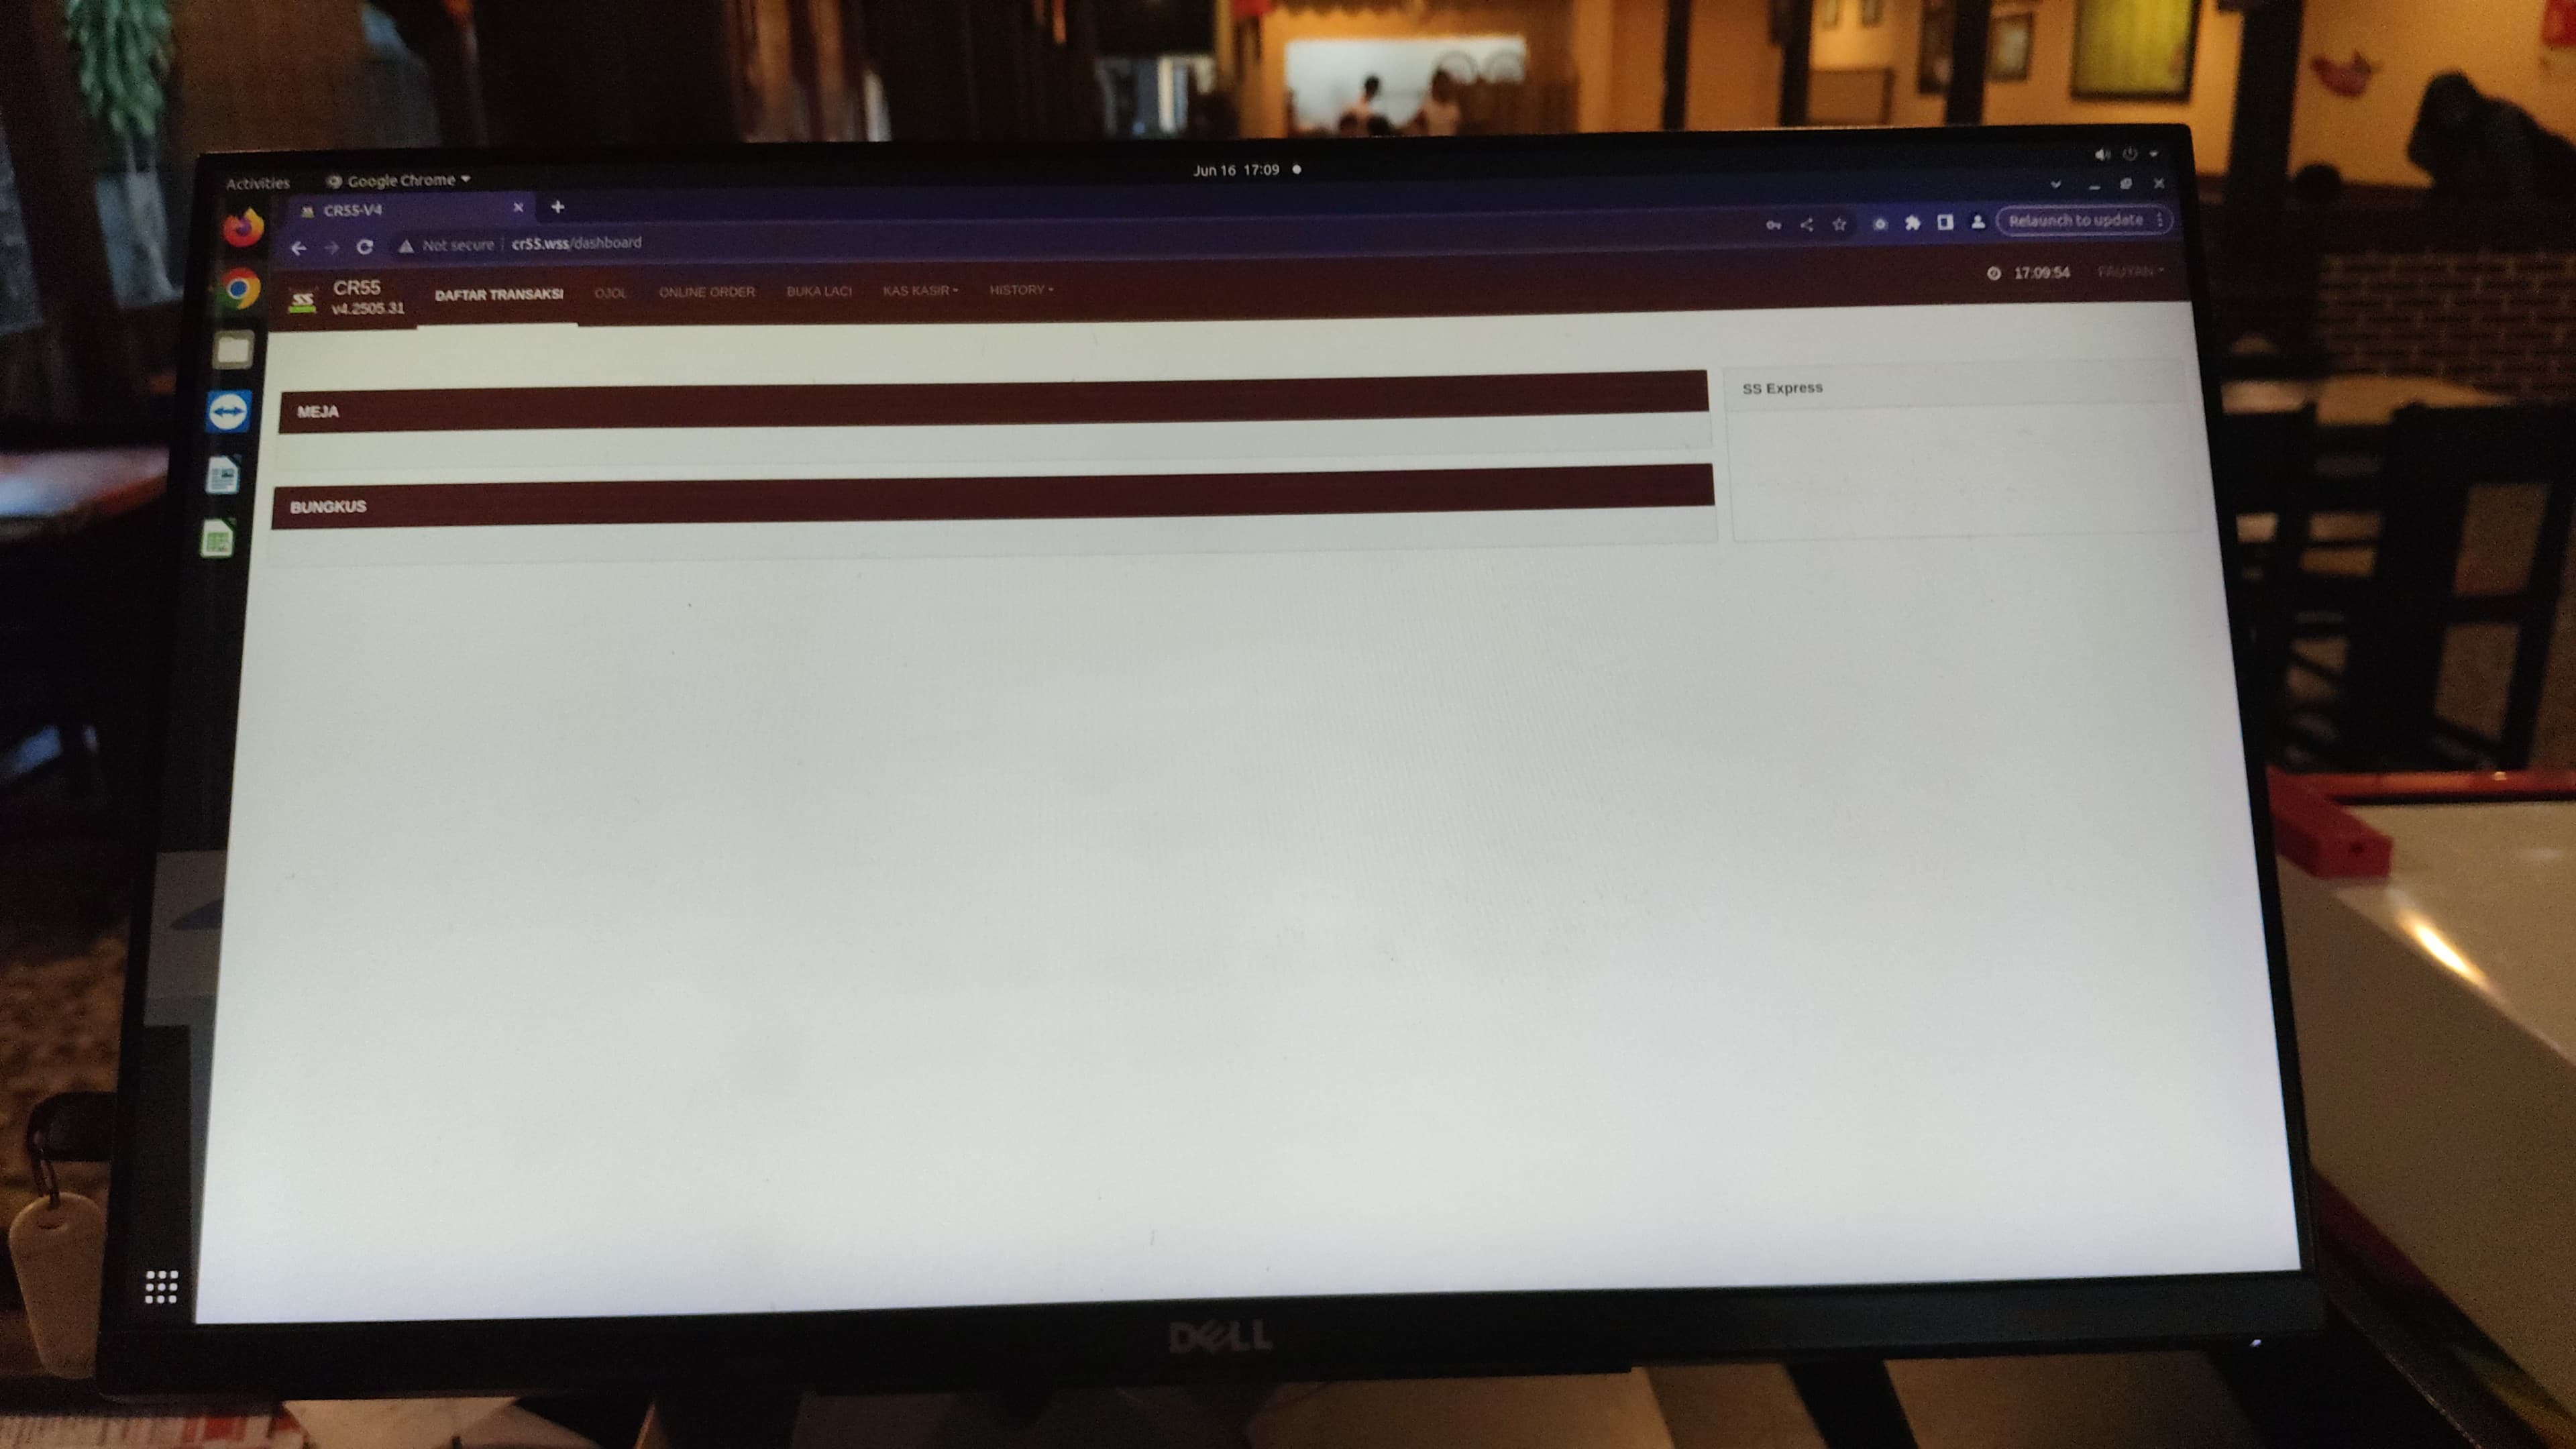 Activities Google Chrome Jun 16 17:09
CR55-V4
Not secure cr55.wss/dashboard Relaunch to update
SS CR55 v4.2505.31 DAFTAR TRANSAKSI OJOL ONLINE ORDER BUKA LACI KAS KASIR HISTORY 17:09:54 FAUYAN
MEJA
SS Express
BUNGKUS
DELL